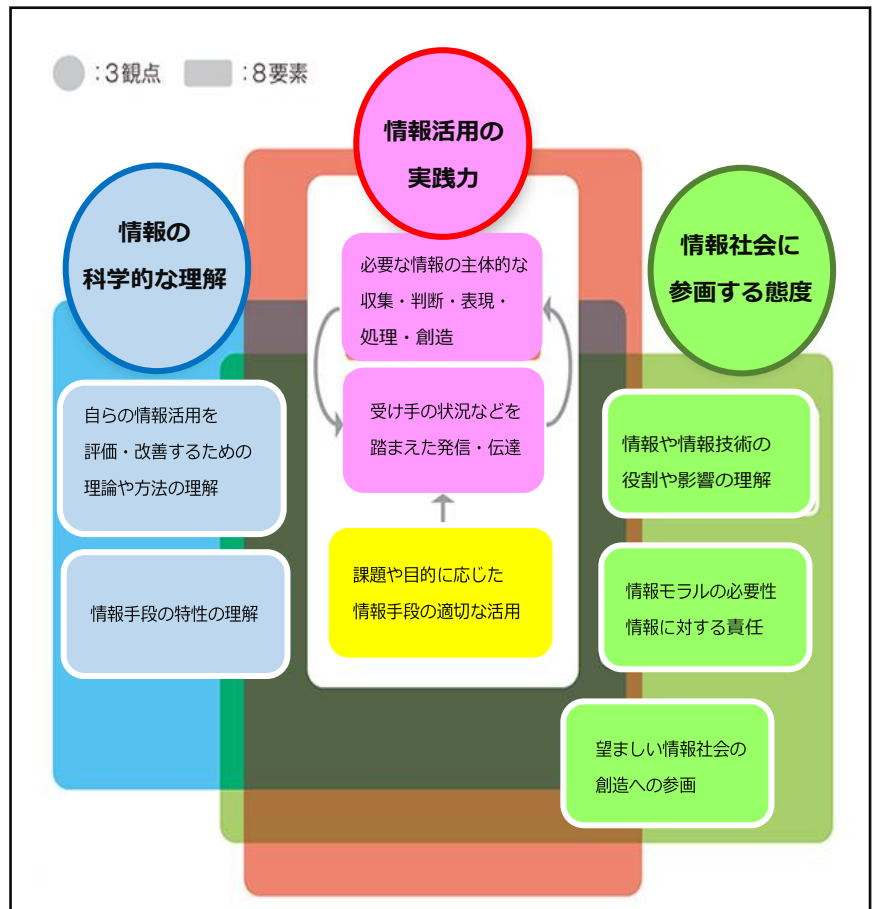 :3観点 :8要素
情報活用の
実践力
情報の
科学的な理解
情報社会に
参画する態度
必要な情報の主体的な
収集・判断・表現・
処理・創造
受け手の状況などを
踏まえた発信・伝達
課題や目的に応じた
情報手段の適切な活用
自らの情報活用を
評価・改善するための
理論や方法の理解
情報手段の特性の理解
情報や情報技術の
役割や影響の理解
情報モラルの必要性
情報に対する責任
望ましい情報社会の
創造への参画